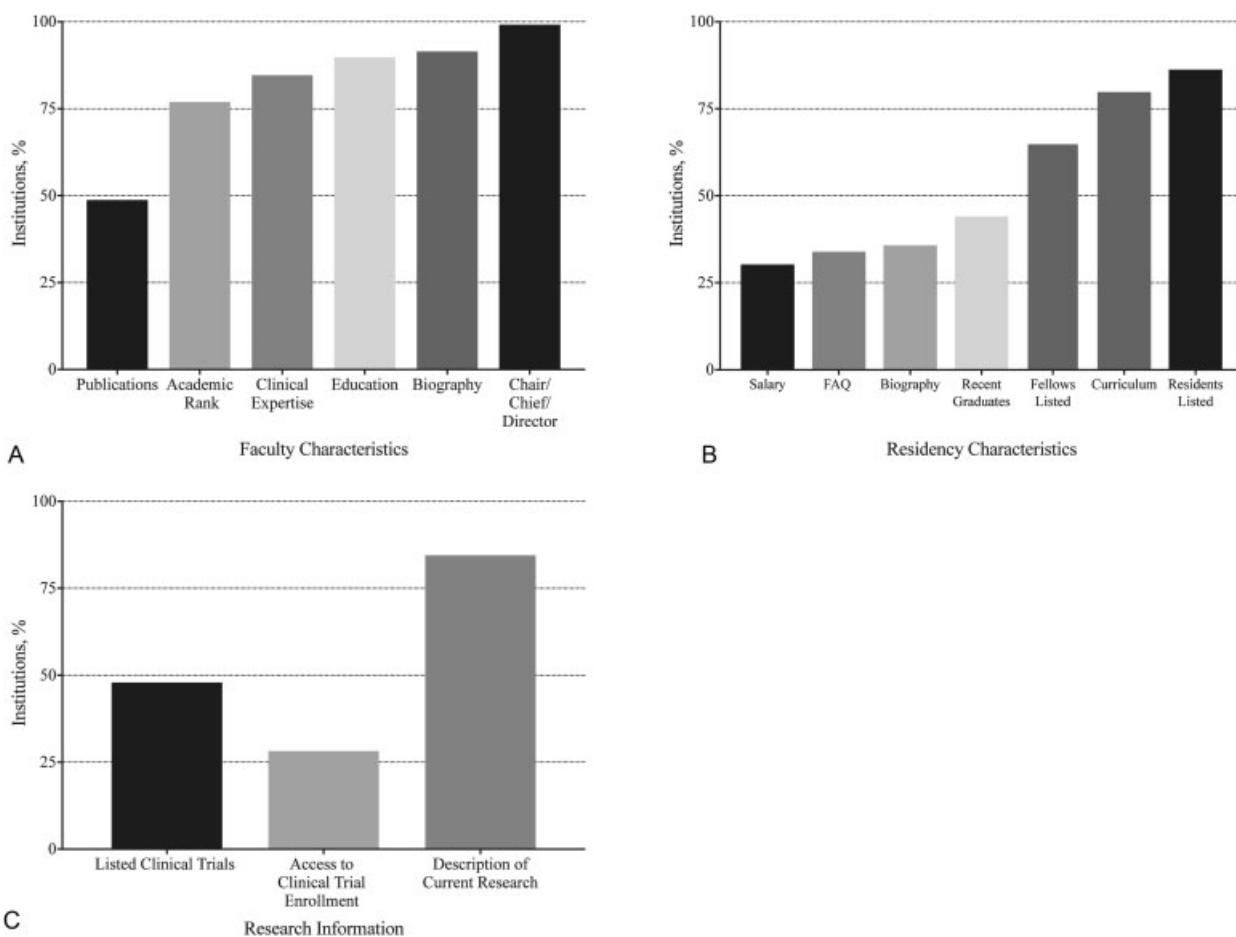 100
75
50
25
0
Institutions, %
Publications
Academic
Rank
Clinical
Expertise
Education
Biography
Chair/
Chief/
Director
Faculty Characteristics
A
100
75
50
25
0
Institutions, %
Salary
FAQ
Biography
Recent
Graduates
Fellows
Listed
Curriculum
Residents
Listed
Residency Characteristics
B
100
75
50
25
0
Institutions, %
Listed Clinical Trials
Access to
Clinical Trial
Enrollment
Description of
Current Research
Research Information
C